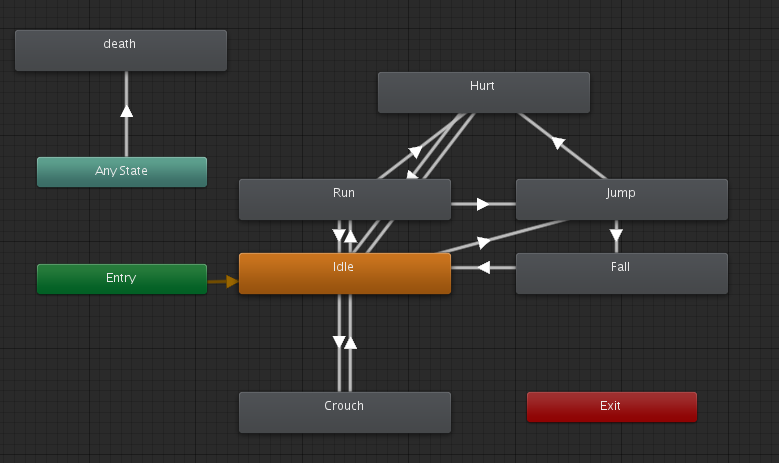 death
Hurt
Any State
Run
Jump
Entry
Idle
Fall
Crouch
Exit